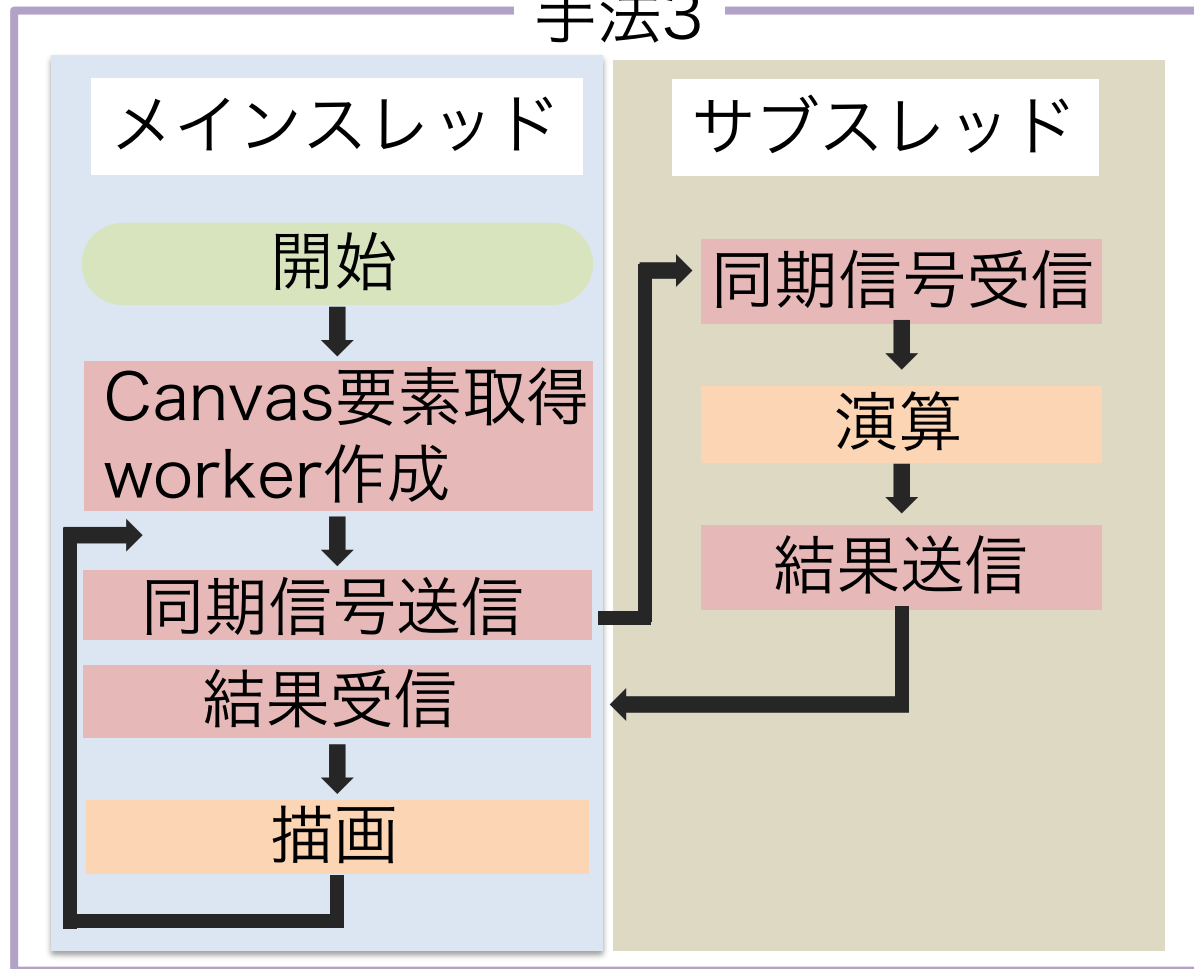 手法3
メインスレッド
開始
Canvas要素取得
worker作成
同期信号送信
結果受信
描画
サブスレッド
同期信号受信
演算
結果送信